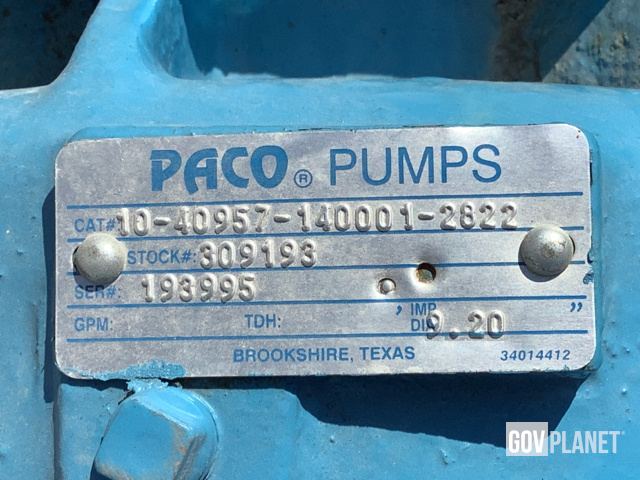 PACO® PUMPS
CAT# 10-40957-140001-2822
STOCK#: 309193
SER#: 193995
GPM: TDH: ' IMP. DIA. 9.20 "
BROOKSHIRE, TEXAS 34014412
GOVPLANET